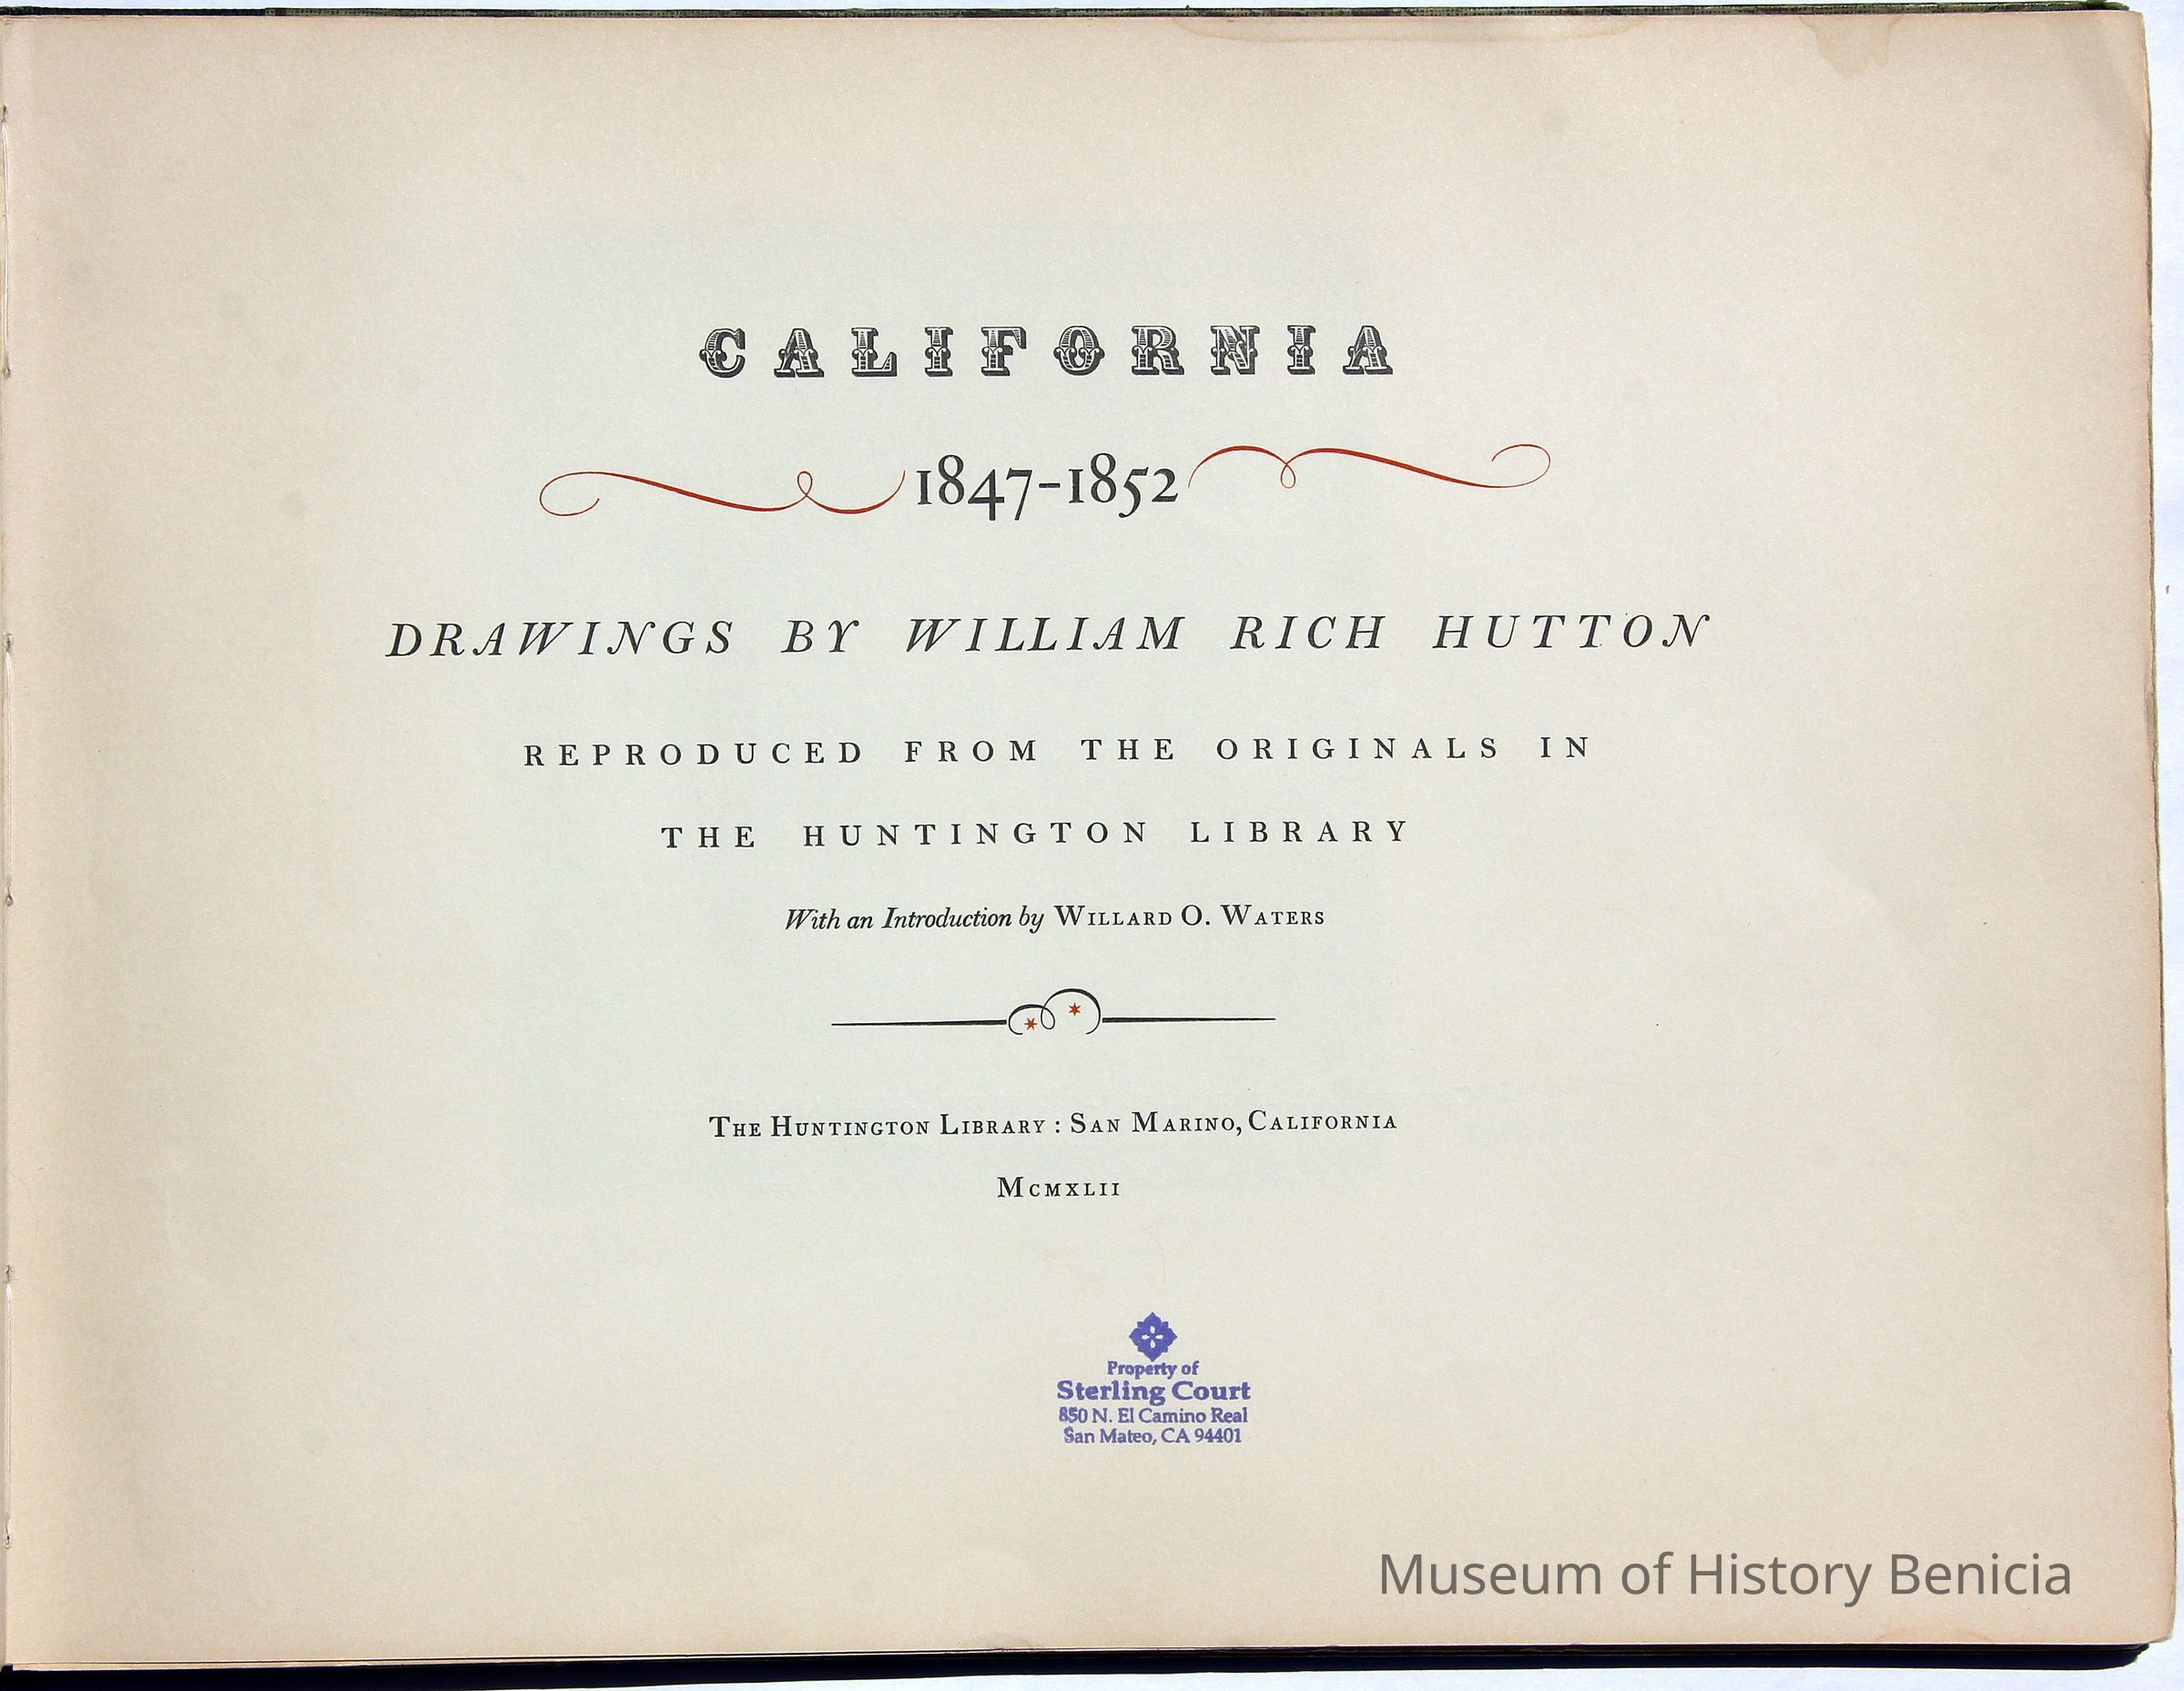 CALIFORNIA
1847-1852
DRAWINGS BY WILLIAM RICH HUTTON
REPRODUCED FROM THE ORIGINALS IN
THE HUNTINGTON LIBRARY
With an Introduction by WILLARD O. WATERS
THE HUNTINGTON LIBRARY : SAN MARINO, CALIFORNIA
MCMXLII
Property of
Sterling Court
850 N. El Camino Real
San Mateo, CA 94401
Museum of History Benicia